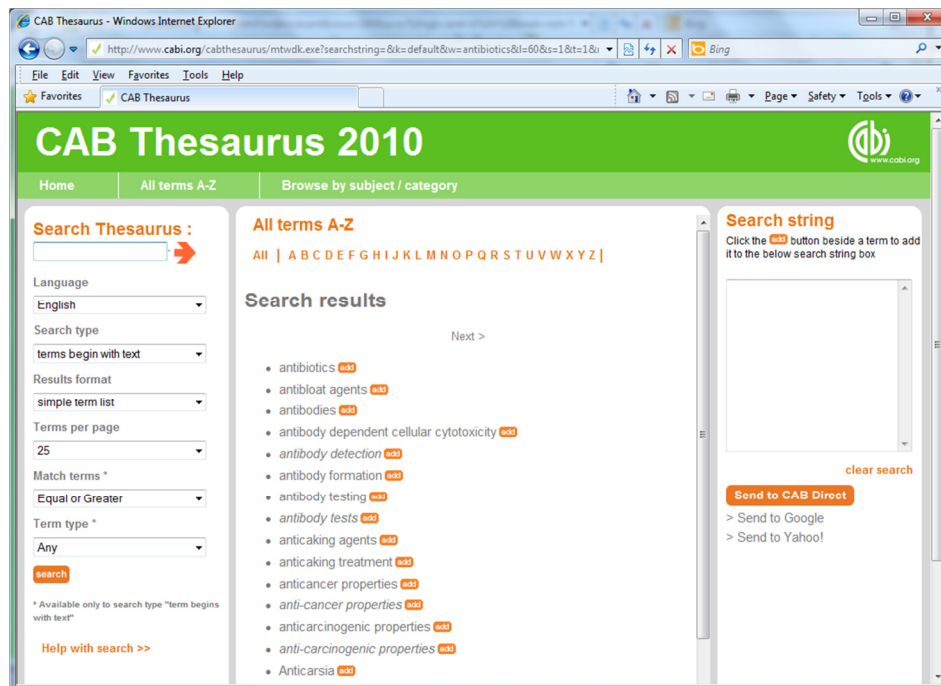 CAB Thesaurus - Windows Internet Explorer
http://www.cabi.org/cabthesaurus/mtwdk.exe?searchstring=&k=default&w=antibiotics&l=60&s=1&t=1&
Bing
File Edit View Favorites Tools Help
Favorites CAB Thesaurus Page Safety Tools
CAB Thesaurus 2010
www.cabi.org
Home All terms A-Z Browse by subject / category
Search Thesaurus :
Language
English
Search type
terms begin with text
Results format
simple term list
Terms per page
25
Match terms *
Equal or Greater
Term type *
Any
search
* Available only to search type "term begins
with text"
Help with search >>
All terms A-Z
All | A B C D E F G H I J K L M N O P Q R S T U V W X Y Z |
Search results
Next >
• antibiotics add
• antibloat agents add
• antibodies add
• antibody dependent cellular cytotoxicity add
• antibody detection add
• antibody formation add
• antibody testing add
• antibody tests add
• anticaking agents add
• anticaking treatment add
• anticancer properties add
• anti-cancer properties add
• anticarcinogenic properties add
• anti-carcinogenic properties add
• Anticarsia add
Search string
Click the add button beside a term to add
it to the below search string box
clear search
Send to CAB Direct
> Send to Google
> Send to Yahoo!